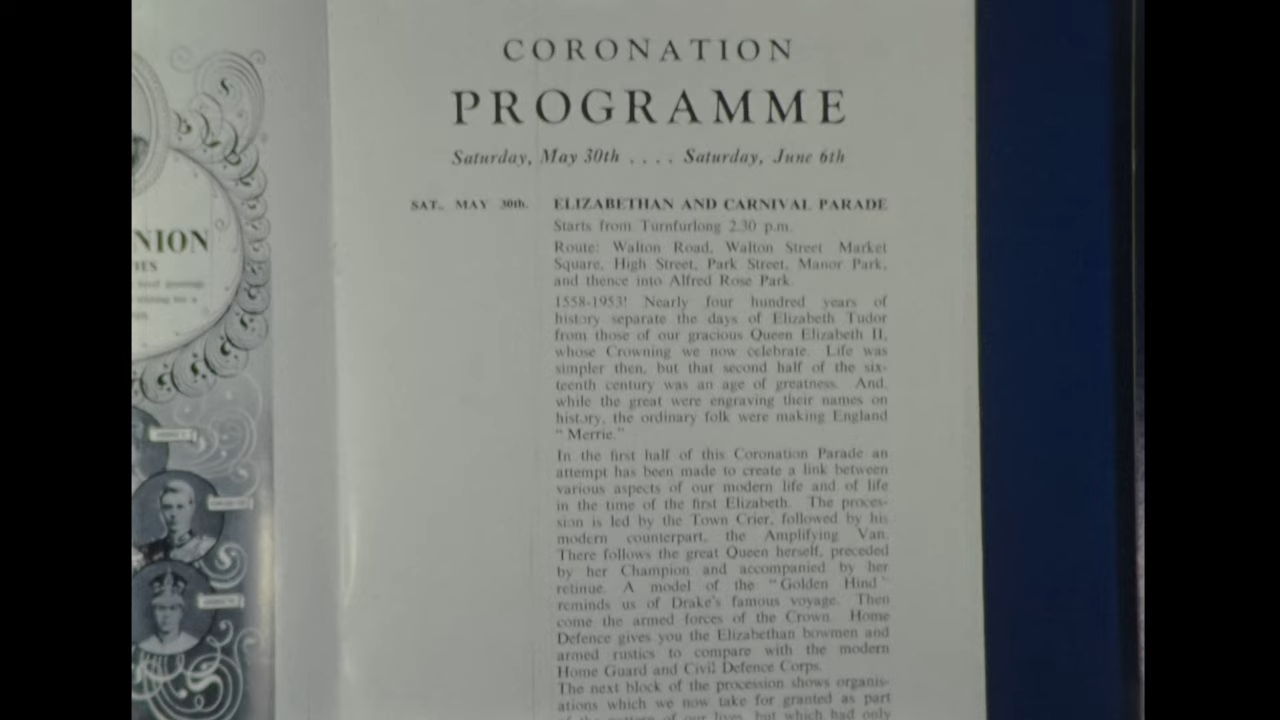 CORONATION
PROGRAMME
Saturday, May 30th . . . . Saturday, June 6th
SAT. MAY 30th. ELIZABETHAN AND CARNIVAL PARADE
Starts from Turnfurlong 2.30 p.m.
Route: Walton Road, Walton Street Market
Square, High Street, Park Street, Manor Park,
and thence into Alfred Rose Park.
1558-1953! Nearly four hundred years of
history separate the days of Elizabeth Tudor
from those of our gracious Queen Elizabeth II,
whose Crowning we now celebrate. Life was
simpler then, but that second half of the six-
teenth century was an age of greatness. And,
while the great were engraving their names on
history, the ordinary folk were making England
"Merrie."
In the first half of this Coronation Parade an
attempt has been made to create a link between
various aspects of our modern life and of life
in the time of the first Elizabeth. The proces-
sion is led by the Town Crier, followed by his
modern counterpart, the Amplifying Van.
There follows the great Queen herself, preceded
by her Champion and accompanied by her
retinue. A model of the "Golden Hind"
reminds us of Drake's famous voyage. Then
come the armed forces of the Crown. Home
Defence gives you the Elizabethan bowmen and
armed rustics to compare with the modern
Home Guard and Civil Defence Corps.
The next block of the procession shows organis-
ations which we now take for granted as part
of the pattern of our lives, but which had only
NION